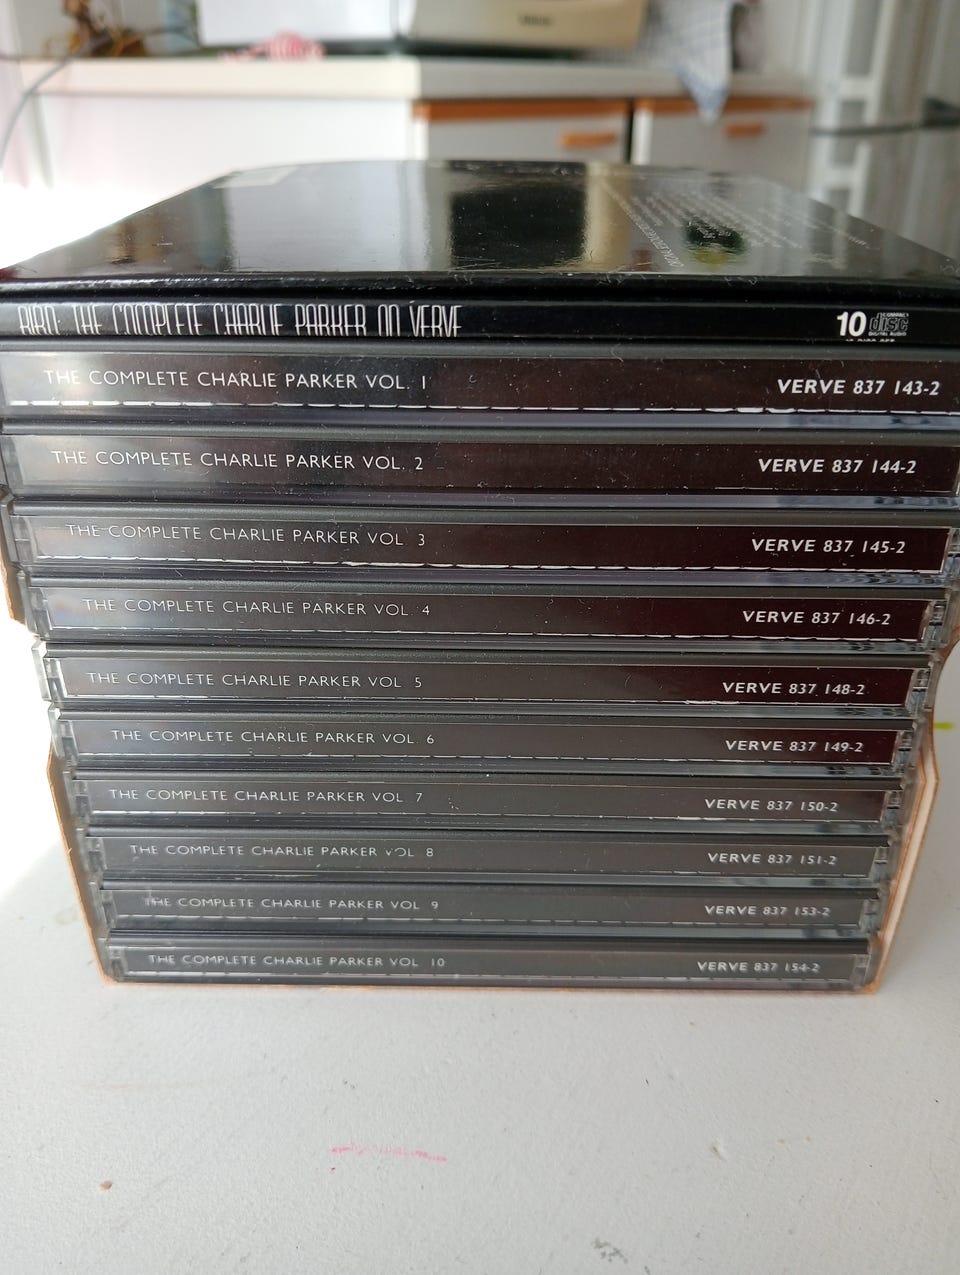 BIRD: THE COMPLETE CHARLIE PARKER ON VERVE 10 COMPACT disc DIGITAL AUDIO
THE COMPLETE CHARLIE PARKER VOL. 1 VERVE 837 143-2
THE COMPLETE CHARLIE PARKER VOL. 2 VERVE 837 144-2
THE COMPLETE CHARLIE PARKER VOL 3 VERVE 837 145-2
THE COMPLETE CHARLIE PARKER VOL. 4 VERVE 837 146-2
THE COMPLETE CHARLIE PARKER VOL 5 VERVE 837 148-2
THE COMPLETE CHARLIE PARKER VOL. 6 VERVE 837 149-2
THE COMPLETE CHARLIE PARKER VOL 7 VERVE 837 150-2
THE COMPLETE CHARLIE PARKER VOL 8 VERVE 837 151-2
THE COMPLETE CHARLIE PARKER VOL 9 VERVE 837 153-2
THE COMPLETE CHARLIE PARKER VOL 10 VERVE 837 154-2